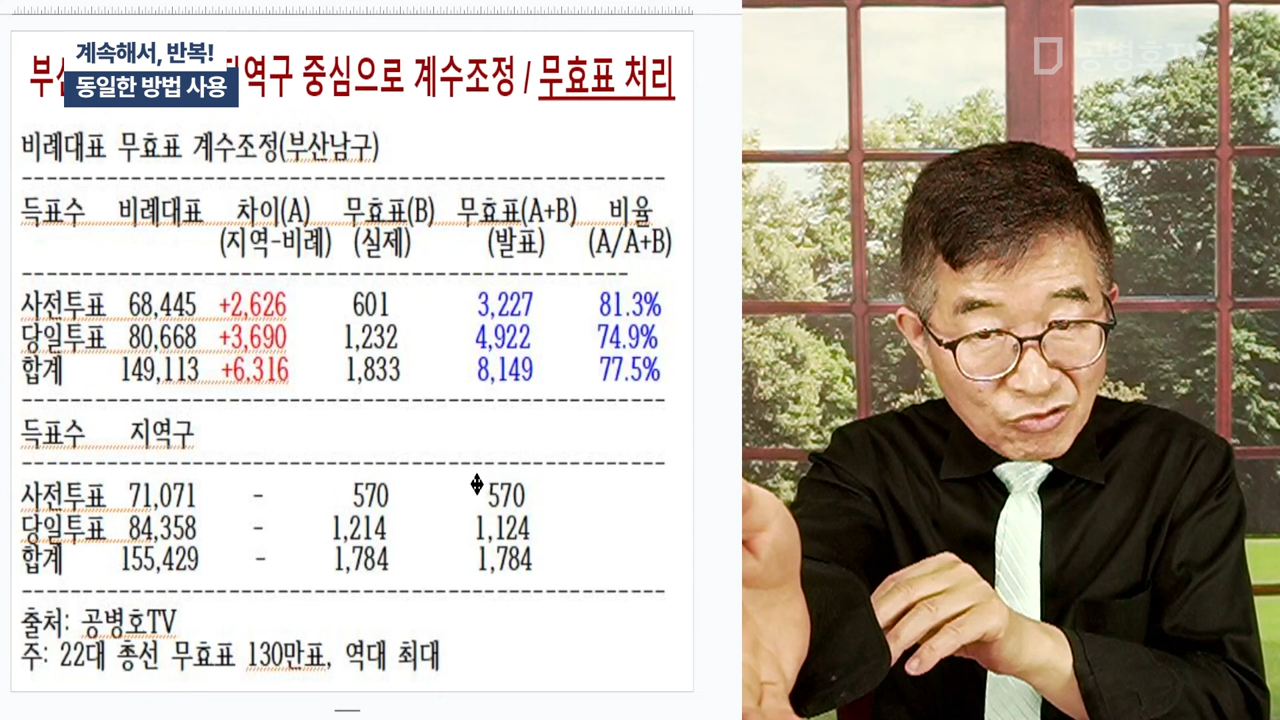 계속해서, 반복!
동일한 방법 사용
역구 중심으로 계수조정 / 무효표 처리
비례대표 무효표 계수조정(부산남구)
득표수 비례대표 차이(A) 무효표(B) 무효표(A+B) 비율
(지역-비례) (실제) (발표) (A/A+B)
사전투표 68,445 +2,626 601 3,227 81.3%
당일투표 80,668 +3,690 1,232 4,922 74.9%
합계 149,113 +6,316 1,833 8,149 77.5%
득표수 지역구
사전투표 71,071 - 570 570
당일투표 84,358 - 1,214 1,124
합계 155,429 - 1,784 1,784
출처: 공병호TV
주: 22대 총선 무효표 130만표, 역대 최대
공병호TV